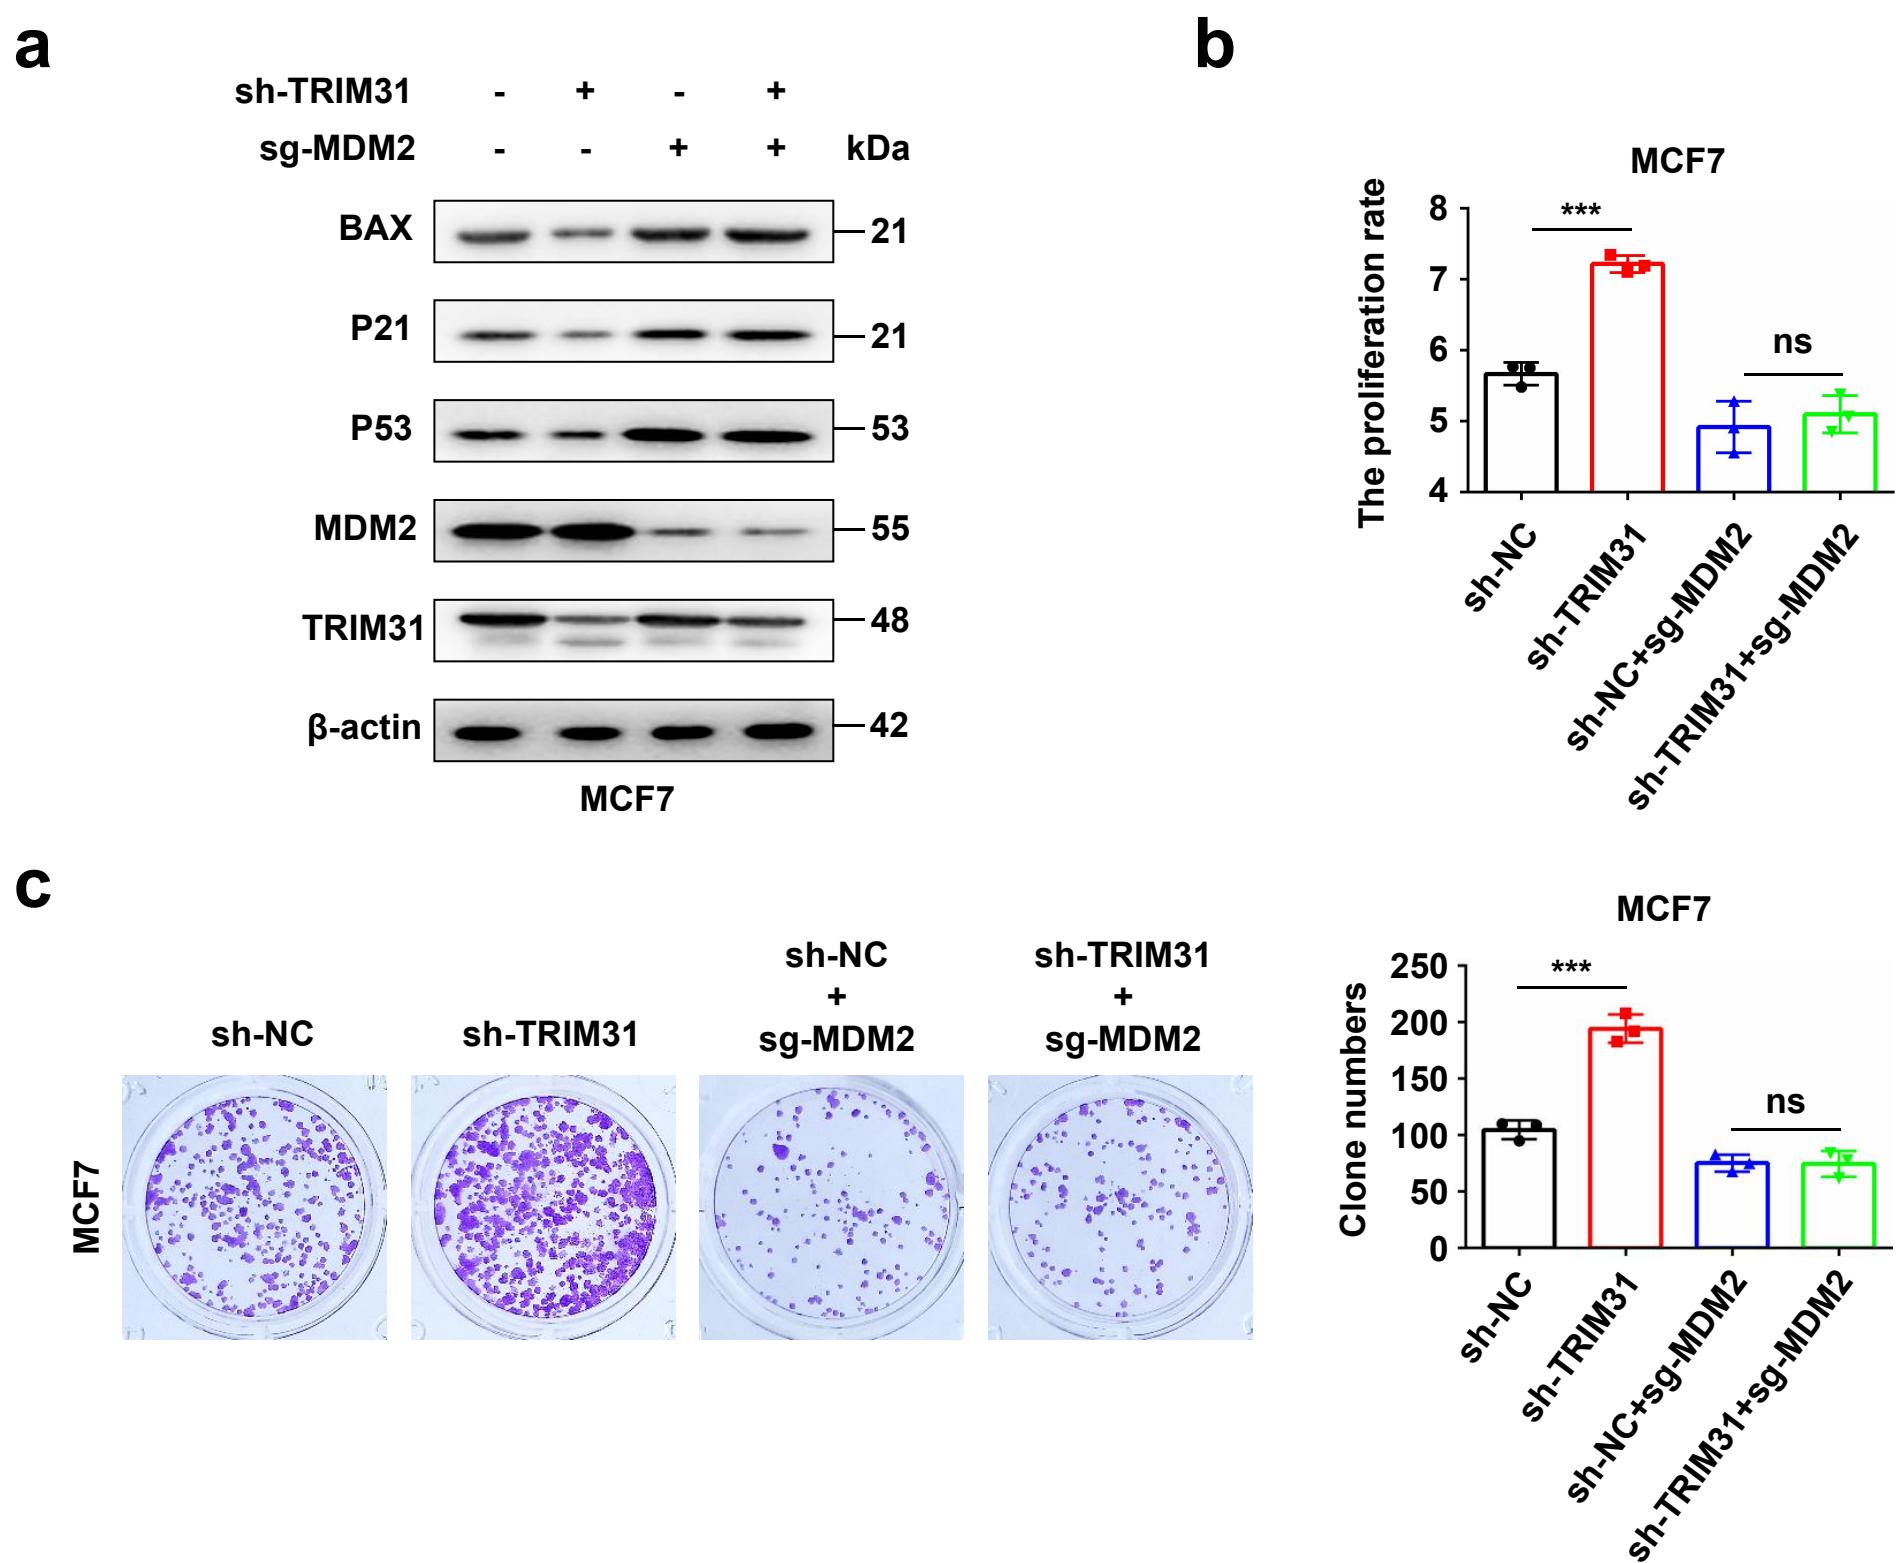 a
sh-TRIM31 - + - +
sg-MDM2 - - + + kDa
BAX 21
P21 21
P53 53
MDM2 55
TRIM31 48
β-actin 42
MCF7
b
MCF7
The proliferation rate
8
7
6
5
4
***
ns
sh-NC
sh-TRIM31
sh-NC+sg-MDM2
sh-TRIM31+sg-MDM2
c
MCF7
sh-NC
sh-TRIM31
sh-NC
+
sg-MDM2
sh-TRIM31
+
sg-MDM2
MCF7
Clone numbers
250
200
150
100
50
0
***
ns
sh-NC
sh-TRIM31
sh-NC+sg-MDM2
sh-TRIM31+sg-MDM2